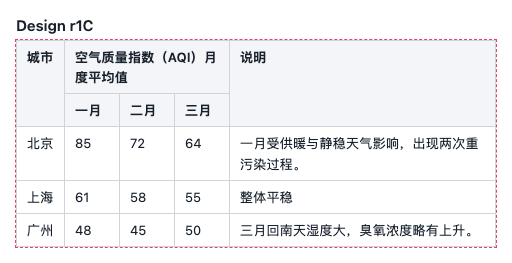 Design r1C
城市 空气质量指数（AQI）月 说明
度平均值
一月 二月 三月
北京 85 72 64 一月受供暖与静稳天气影响，出现两次重
污染过程。
上海 61 58 55 整体平稳
广州 48 45 50 三月回南天湿度大，臭氧浓度略有上升。